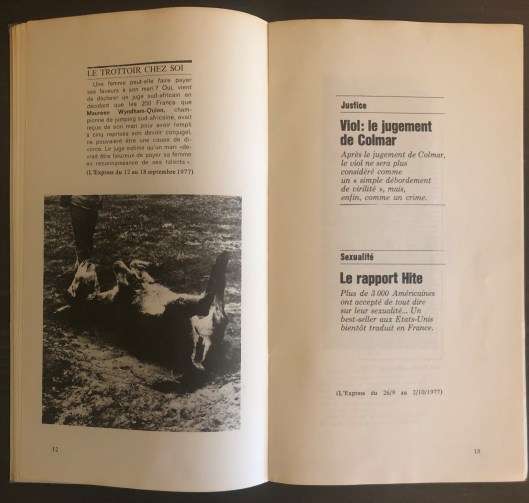 LE TROTTOIR CHEZ SOI
Une femme peut-elle faire payer
ses faveurs à son mari ? Oui, vient
de déclarer un juge sud-africain en
décidant que les 250 Francs que
Maureen Wyndham-Quinn, cham-
pionne de jumping sud-africaine, avait
reçus de son mari pour avoir rempli
à cinq reprises son devoir conjugal,
ne pouvaient être une cause de di-
vorce. Le juge estime qu'un mari «de-
vrait être heureux de payer sa femme
en reconnaissance de ses talents».
(L'Express du 12 au 18 septembre 1977)
12
Justice
Viol: le jugement
de Colmar
Après le jugement de Colmar,
le viol ne sera plus
considéré comme
un « simple débordement
de virilité », mais,
enfin, comme un crime.
Sexualité
Le rapport Hite
Plus de 3 000 Américaines
ont accepté de tout dire
sur leur sexualité... Un
best-seller aux Etats-Unis
bientôt traduit en France.
(L'Express du 26/9 au 2/10/1977)